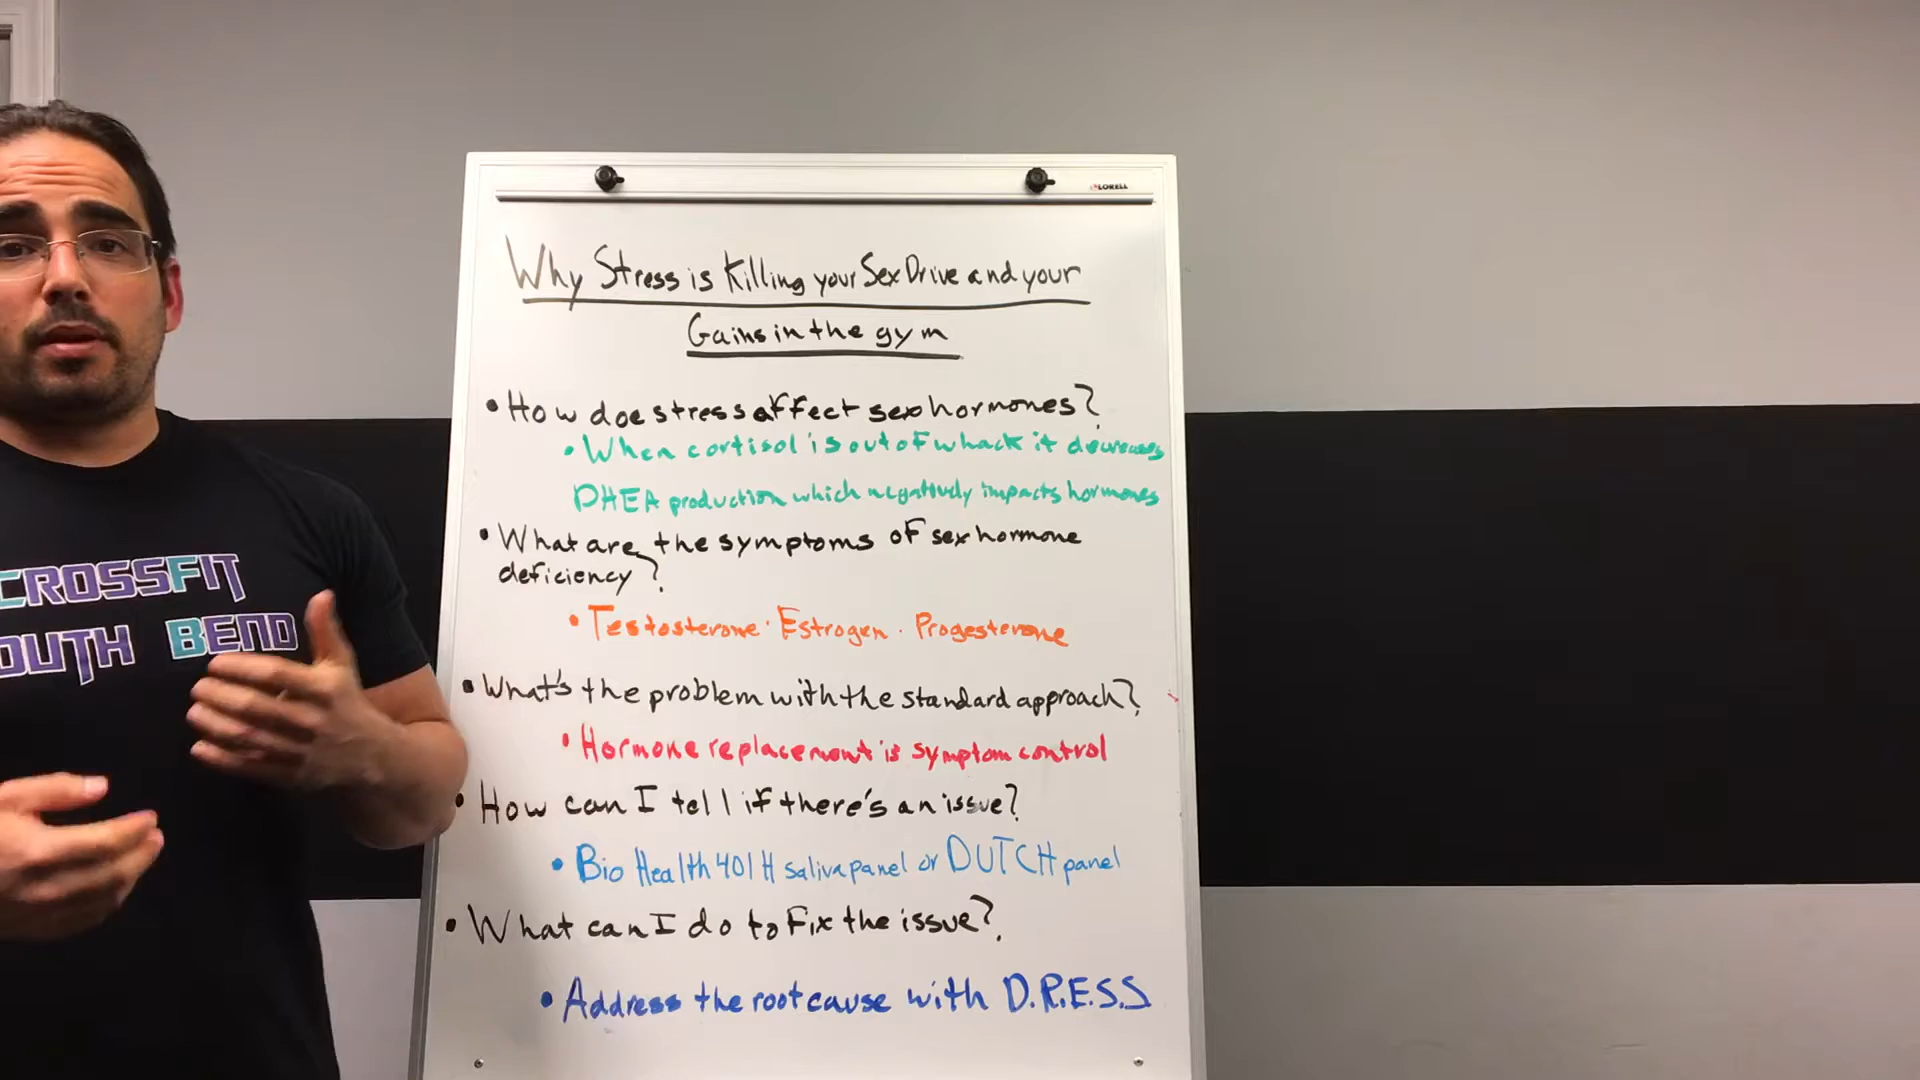 LORELL
Why Stress is Killing your Sex Drive and your
Gains in the gym
• How does stress affect sex hormones?
• When cortisol is out of whack it decreases
DHEA production which negatively impacts hormones
• What are the symptoms of sex hormone
deficiency?
• Testosterone · Estrogen · Progesterone
• What's the problem with the standard approach?
• Hormone replacement is symptom control
• How can I tell if there's an issue?
• Bio Health 401H saliva panel or DUTCH panel
• What can I do to fix the issue?
• Address the root cause with D.R.E.S.S
CROSSFIT
OUTH BEND